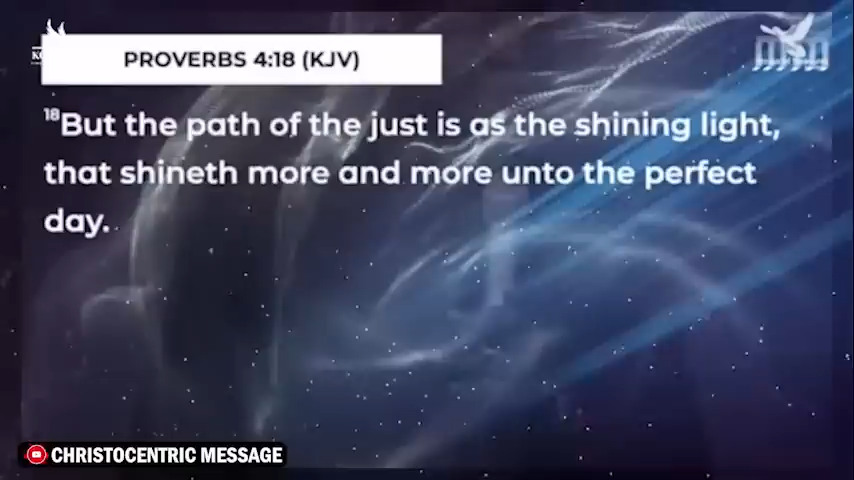 PROVERBS 4:18 (KJV)
18But the path of the just is as the shining light,
that shineth more and more unto the perfect
day.
CHRISTOCENTRIC MESSAGE